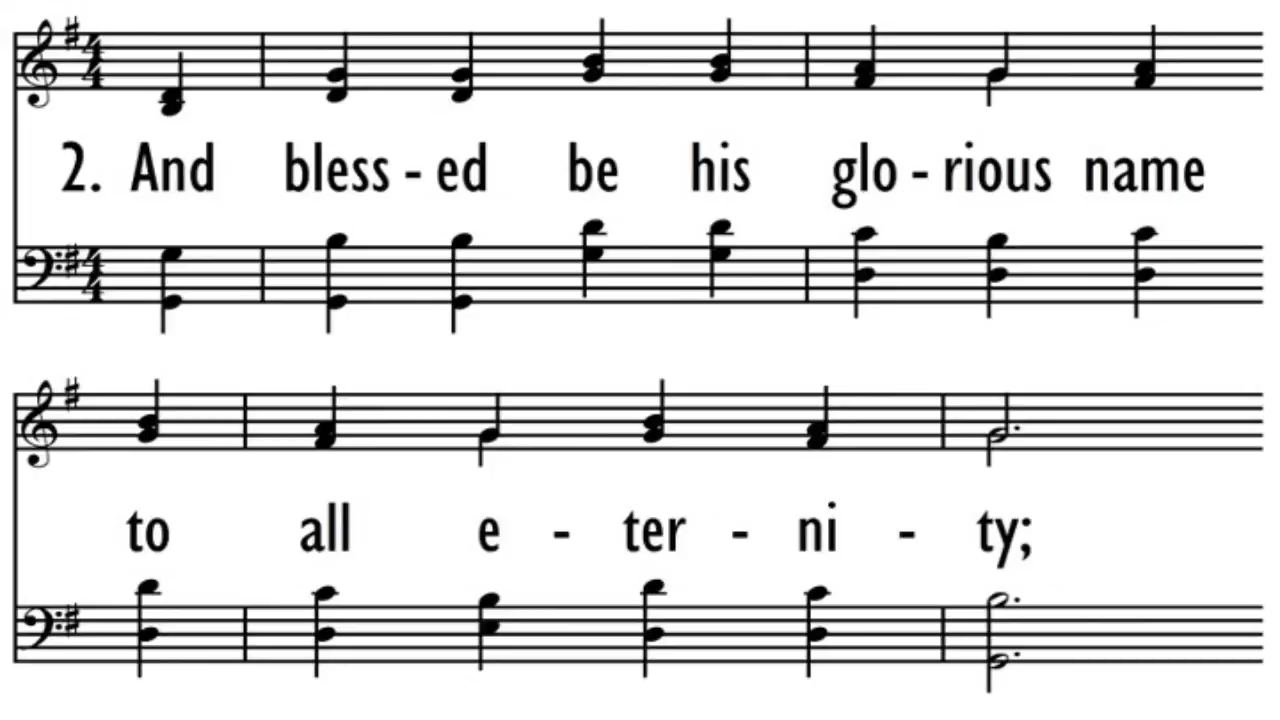 2. And bless - ed be his glo - rious name
to all e - ter - ni - ty;